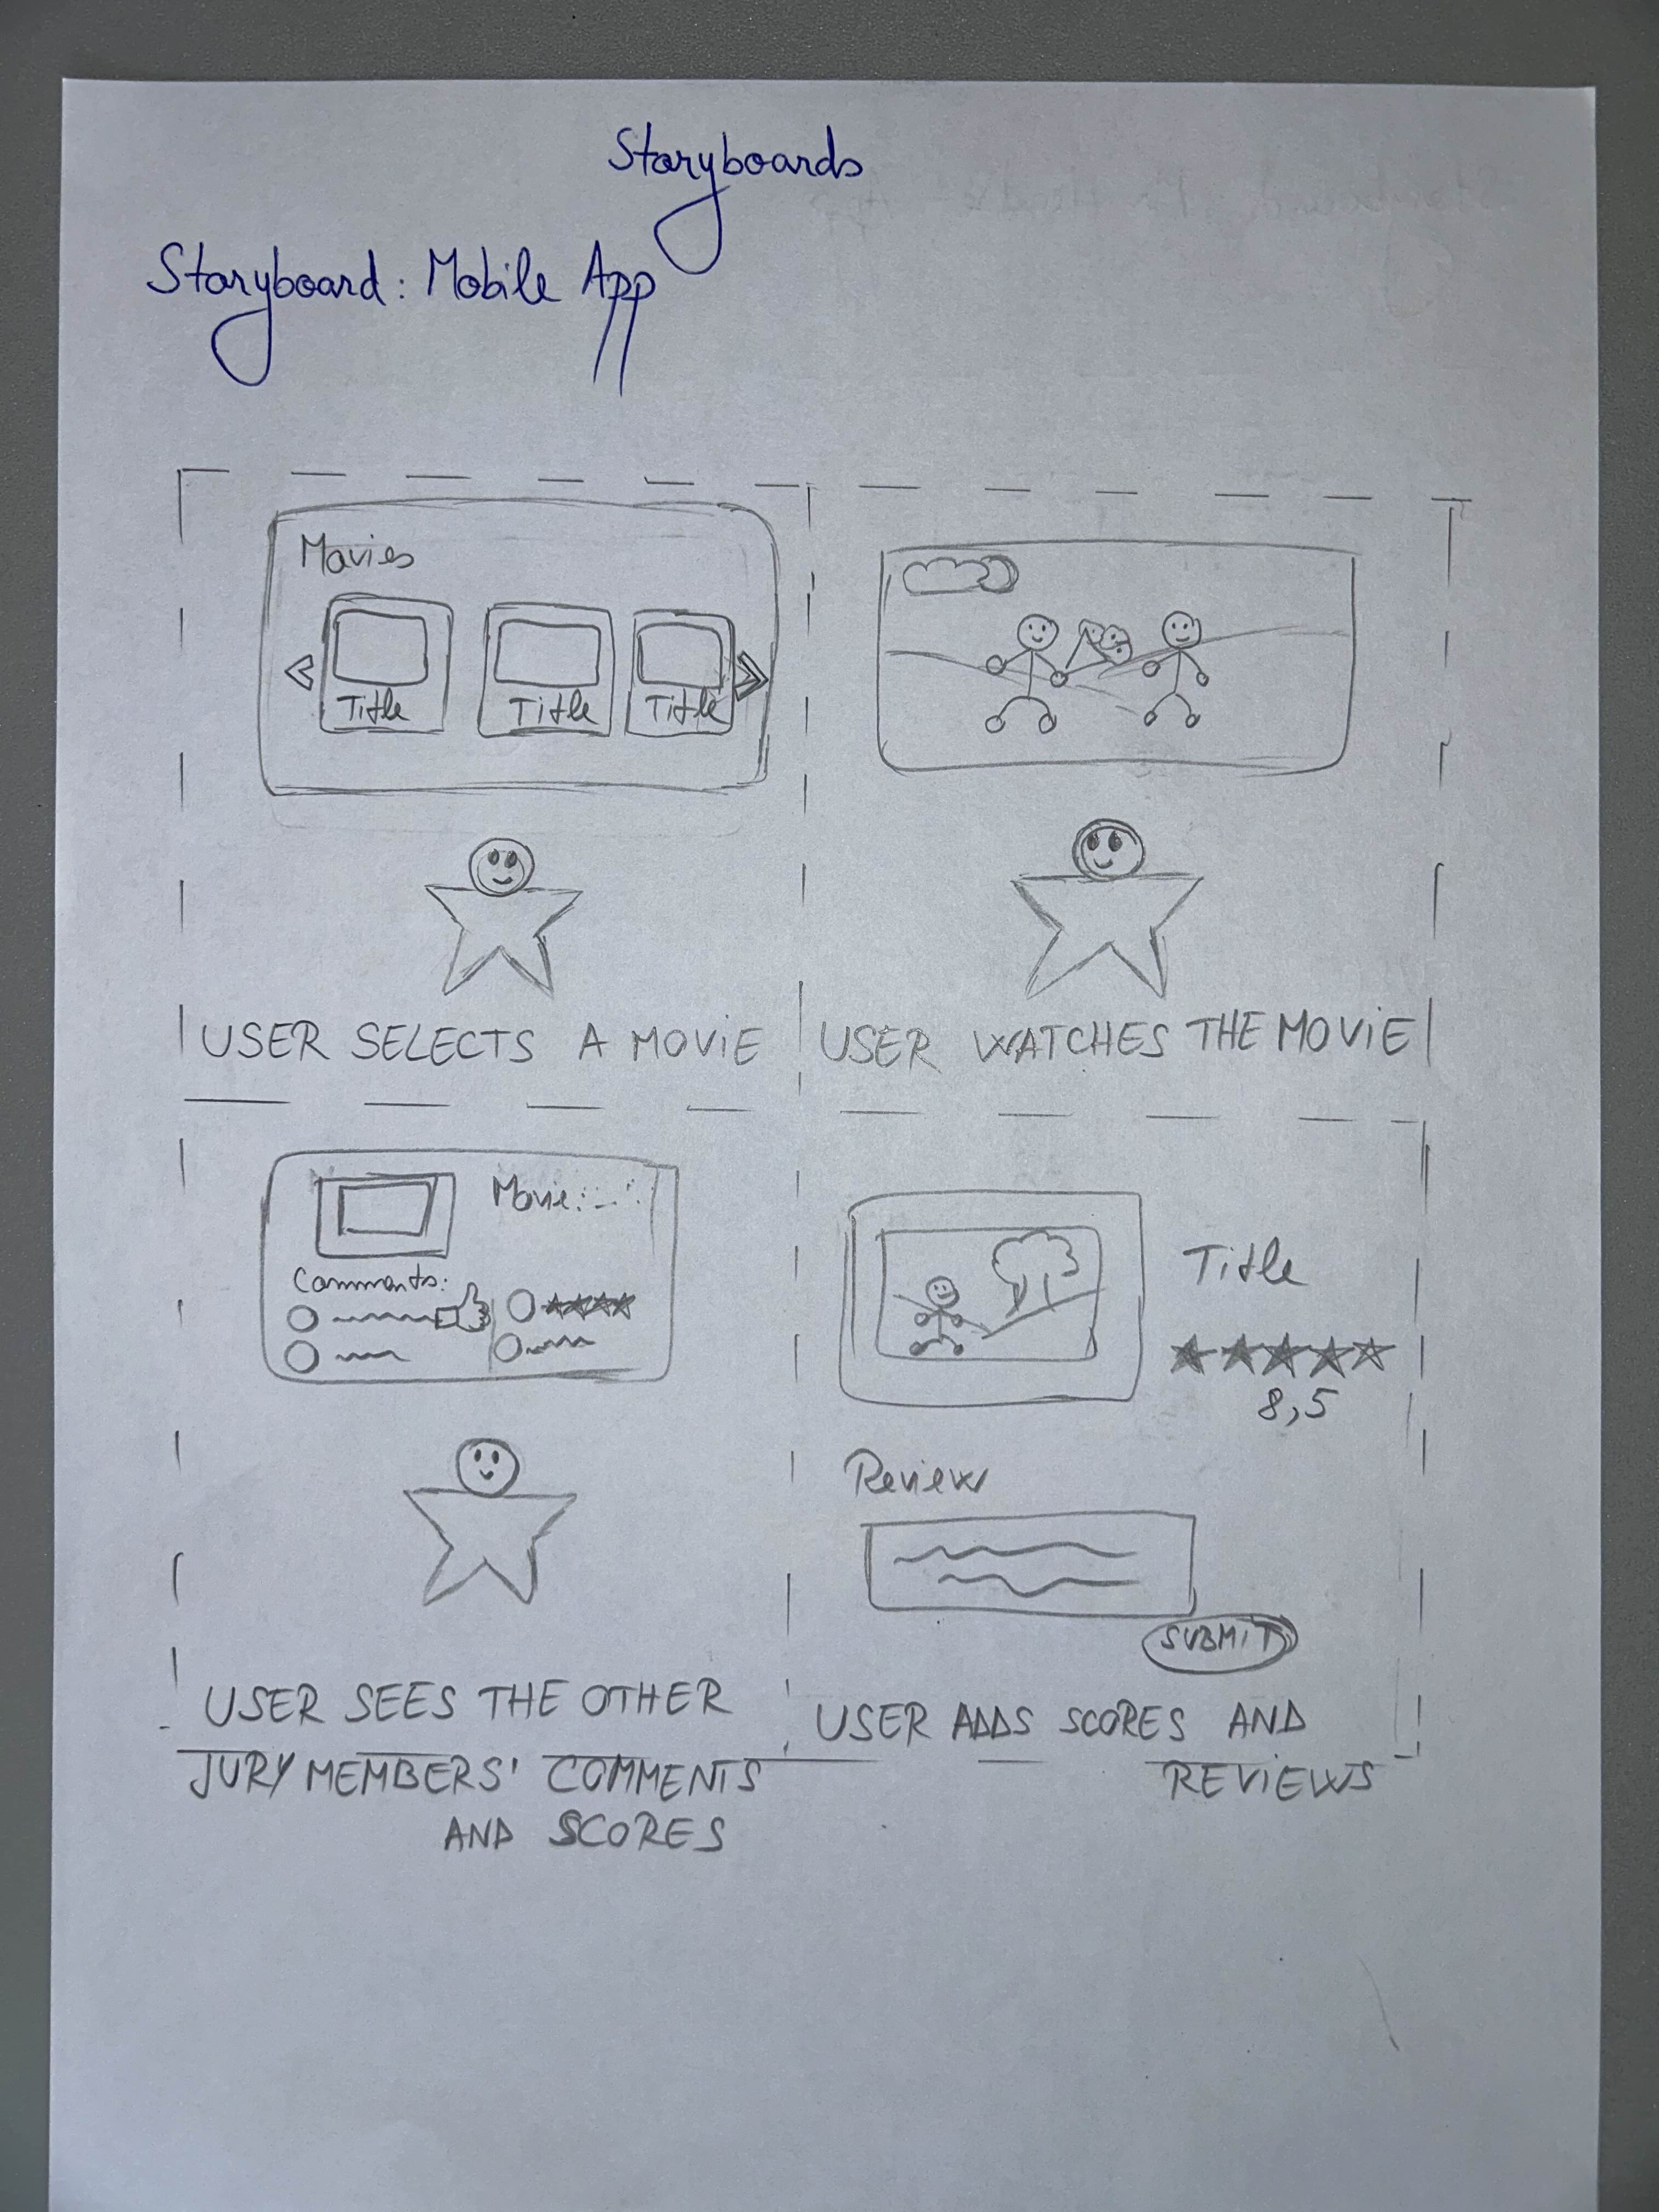 Storyboards
Storyboard: Mobile App
Movies
< Title Title Title >
USER SELECTS A MOVIE
USER WATCHES THE MOVIE
Movie:
Comments:
USER SEES THE OTHER
JURY MEMBERS' COMMENTS
AND SCORES
Title
8,5
Review
SUBMIT
USER ADDS SCORES AND
REVIEWS